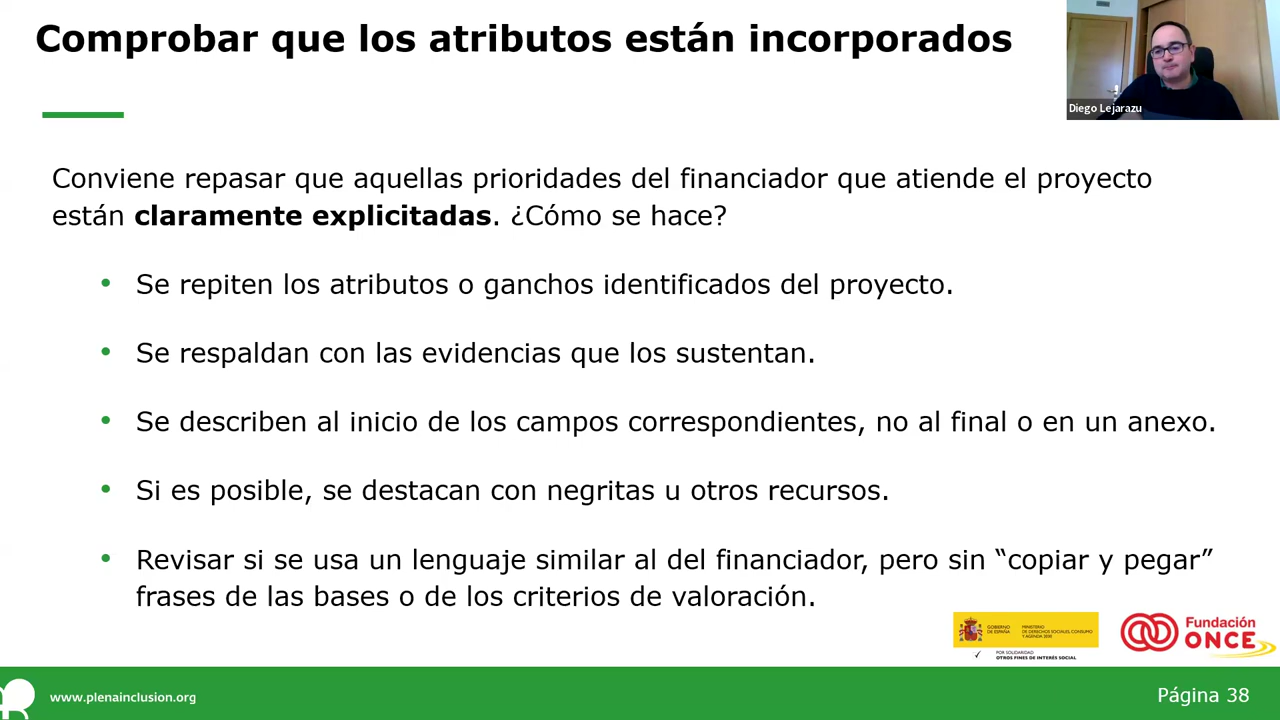 Comprobar que los atributos están incorporados
Diego Lejarazu
Conviene repasar que aquellas prioridades del financiador que atiende el proyecto
están claramente explicitadas. ¿Cómo se hace?
• Se repiten los atributos o ganchos identificados del proyecto.
• Se respaldan con las evidencias que los sustentan.
• Se describen al inicio de los campos correspondientes, no al final o en un anexo.
• Si es posible, se destacan con negritas u otros recursos.
• Revisar si se usa un lenguaje similar al del financiador, pero sin “copiar y pegar”
frases de las bases o de los criterios de valoración.
GOBIERNO
DE ESPAÑA
MINISTERIO
DE DERECHOS SOCIALES, CONSUMO
Y AGENDA 2030
POR SOLIDARIDAD
OTROS FINES DE INTERÉS SOCIAL
Fundación
ONCE
www.plenainclusion.org
Página 38